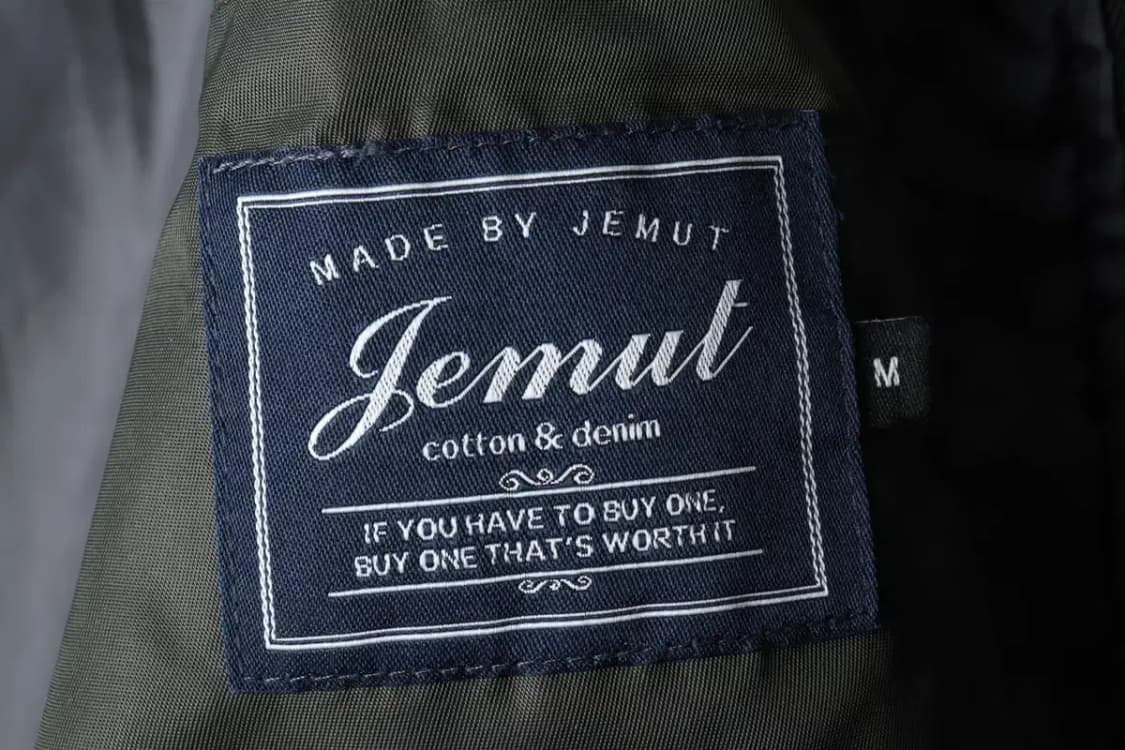 MADE BY JEMUT
Jemut
cotton & denim
IF YOU HAVE TO BUY ONE,
BUY ONE THAT'S WORTH IT
M